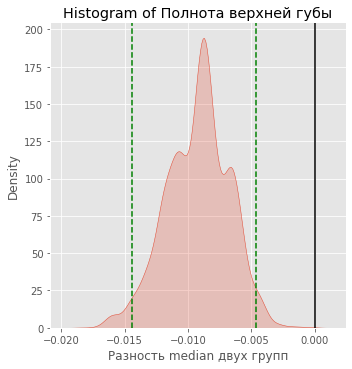 Histogram of Полнота верхней губы
200
175
150
125
100
75
50
25
0
Density
−0.020 −0.015 −0.010 −0.005 0.000
Разность median двух групп